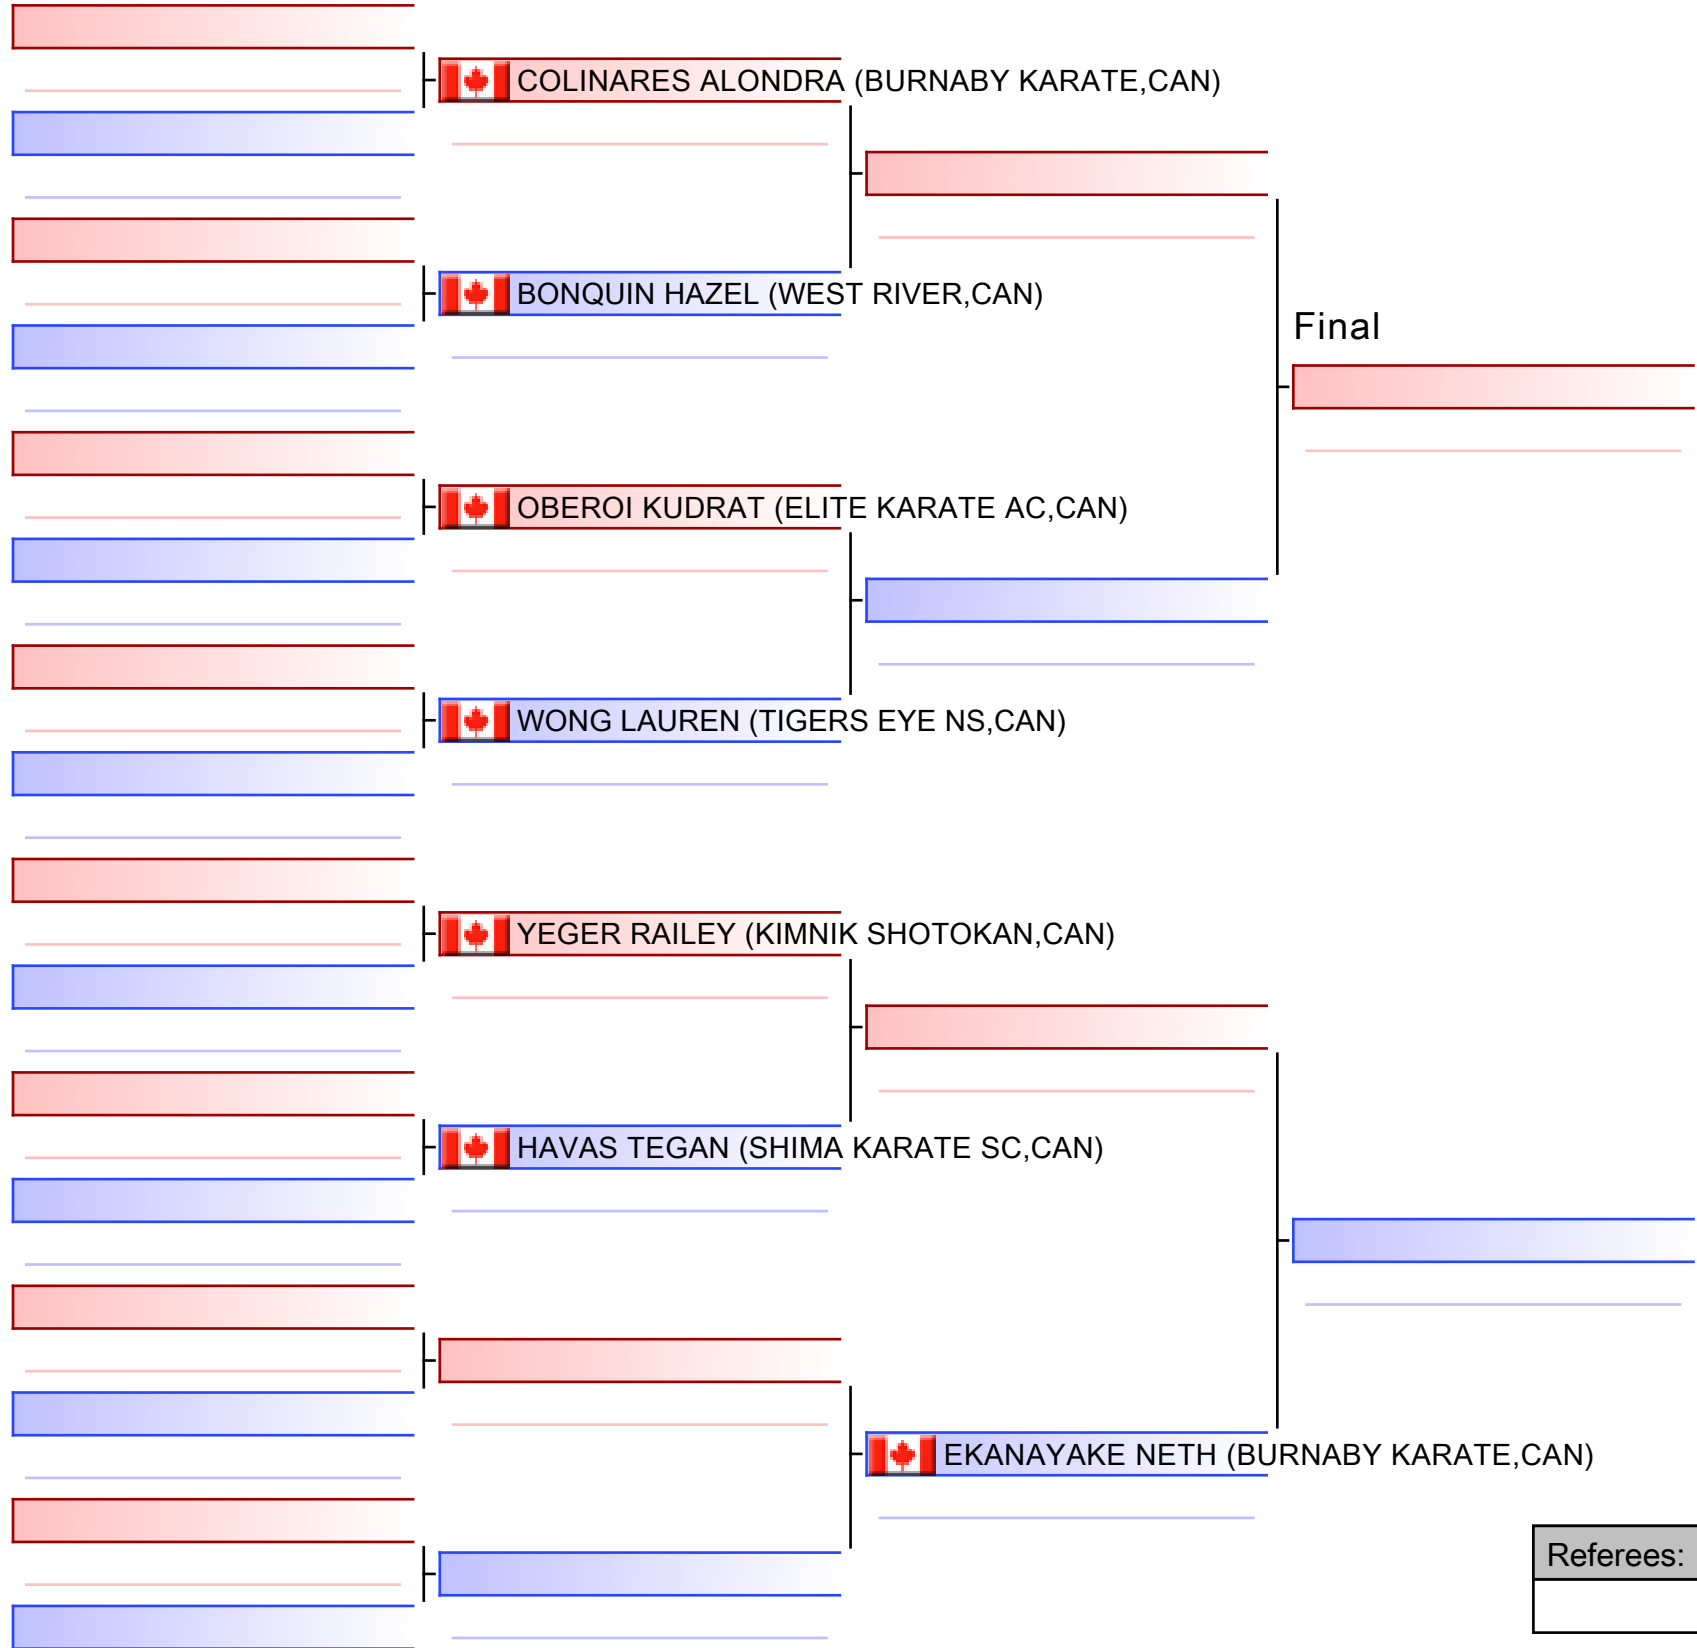 COLINARES ALONDRA (BURNABY KARATE,CAN)
BONQUIN HAZEL (WEST RIVER,CAN)
Final
OBEROI KUDRAT (ELITE KARATE AC,CAN)
WONG LAUREN (TIGERS EYE NS,CAN)
YEGER RAILEY (KIMNIK SHOTOKAN,CAN)
HAVAS TEGAN (SHIMA KARATE SC,CAN)
EKANAYAKE NETH (BURNABY KARATE,CAN)
Referees: